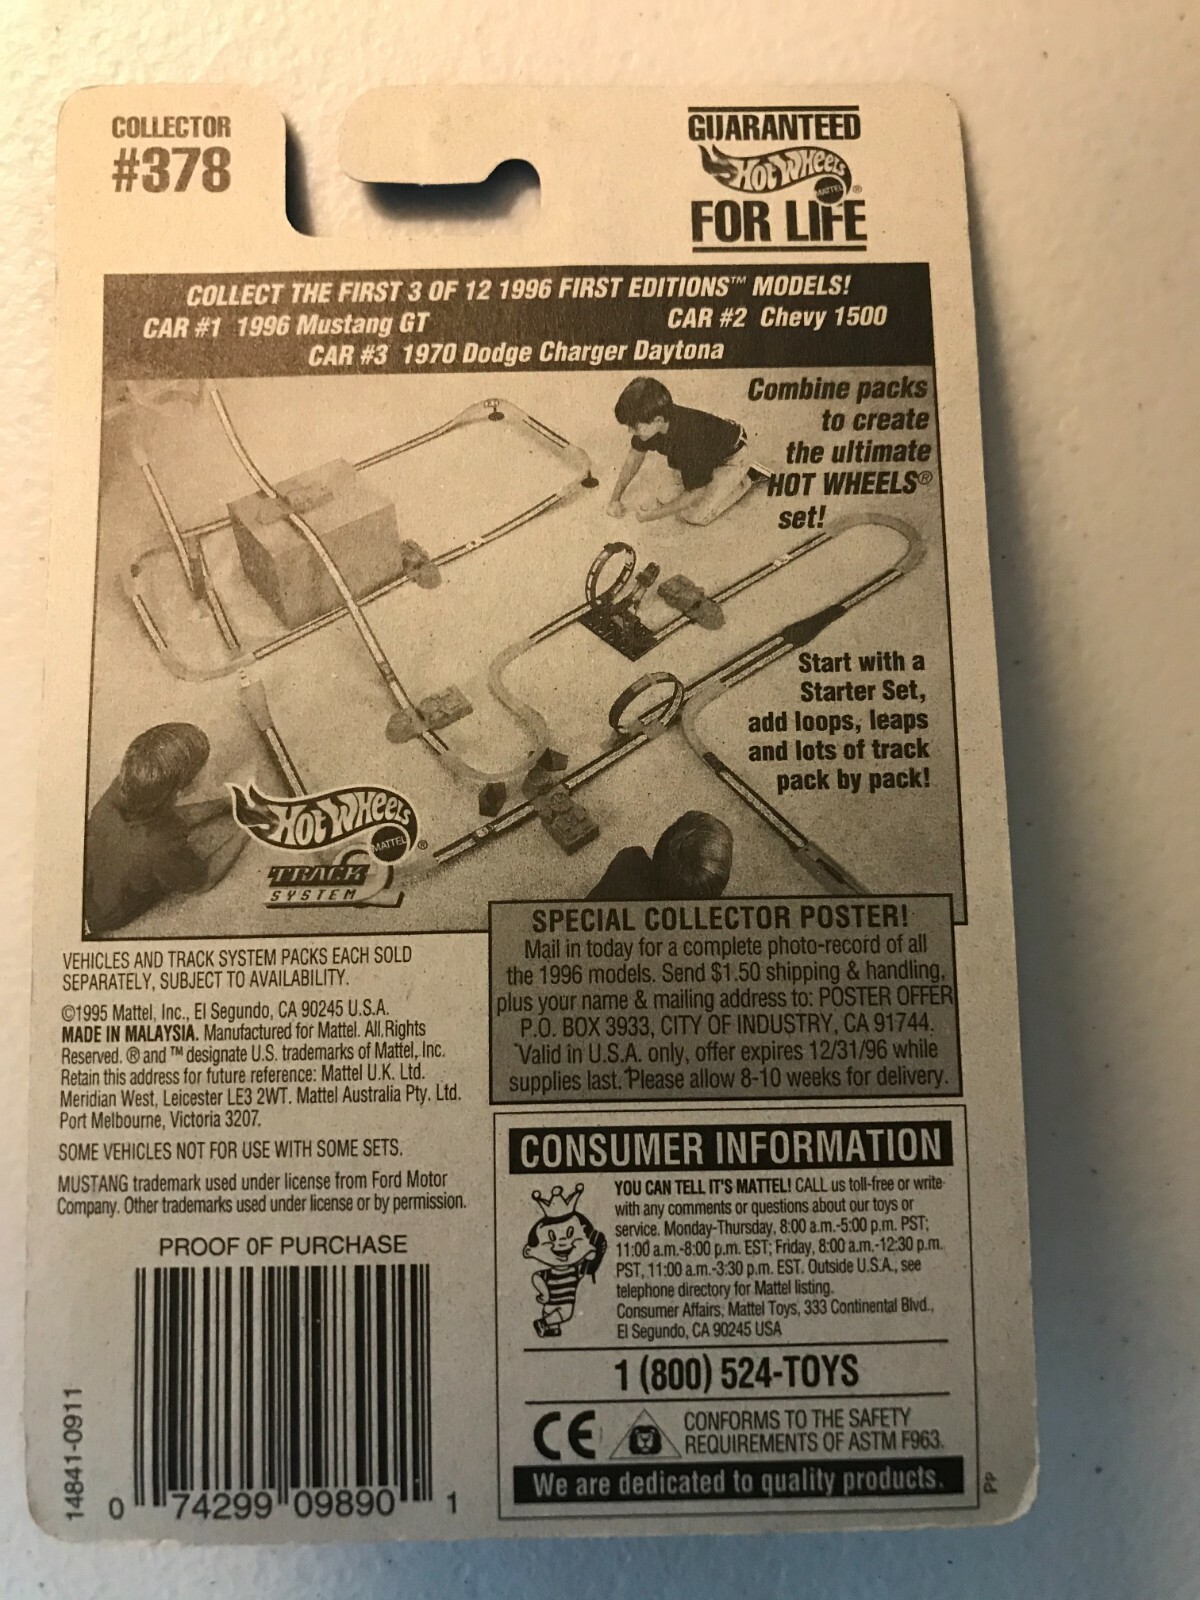 COLLECTOR
#378
GUARANTEED
Hot Wheels
MATTEL ®
FOR LIFE
COLLECT THE FIRST 3 OF 12 1996 FIRST EDITIONS™ MODELS!
CAR #1 1996 Mustang GT
CAR #2 Chevy 1500
CAR #3 1970 Dodge Charger Daytona
Combine packs
to create
the ultimate
HOT WHEELS®
set!
Start with a
Starter Set,
add loops, leaps
and lots of track
pack by pack!
Hot Wheels
MATTEL ®
TRACK
SYSTEM
VEHICLES AND TRACK SYSTEM PACKS EACH SOLD
SEPARATELY, SUBJECT TO AVAILABILITY.
©1995 Mattel, Inc., El Segundo, CA 90245 U.S.A.
MADE IN MALAYSIA. Manufactured for Mattel. All Rights
Reserved. ® and ™ designate U.S. trademarks of Mattel, Inc.
Retain this address for future reference: Mattel U.K. Ltd.
Meridian West, Leicester LE3 2WT. Mattel Australia Pty. Ltd.
Port Melbourne, Victoria 3207.
SOME VEHICLES NOT FOR USE WITH SOME SETS.
MUSTANG trademark used under license from Ford Motor
Company. Other trademarks used under license or by permission.
PROOF OF PURCHASE
14841-0911
0 74299 09890 1
SPECIAL COLLECTOR POSTER!
Mail in today for a complete photo-record of all
the 1996 models. Send $1.50 shipping & handling,
plus your name & mailing address to: POSTER OFFER
P.O. BOX 3933, CITY OF INDUSTRY, CA 91744.
Valid in U.S.A. only, offer expires 12/31/96 while
supplies last. Please allow 8-10 weeks for delivery.
CONSUMER INFORMATION
YOU CAN TELL IT'S MATTEL! CALL us toll-free or write
with any comments or questions about our toys or
service. Monday-Thursday, 8:00 a.m.-5:00 p.m. PST;
11:00 a.m.-8:00 p.m. EST; Friday, 8:00 a.m.-12:30 p.m.
PST, 11:00 a.m.-3:30 p.m. EST. Outside U.S.A., see
telephone directory for Mattel listing.
Consumer Affairs, Mattel Toys, 333 Continental Blvd.,
El Segundo, CA 90245 USA
1 (800) 524-TOYS
CE
CONFORMS TO THE SAFETY
REQUIREMENTS OF ASTM F963.
We are dedicated to quality products.
PP